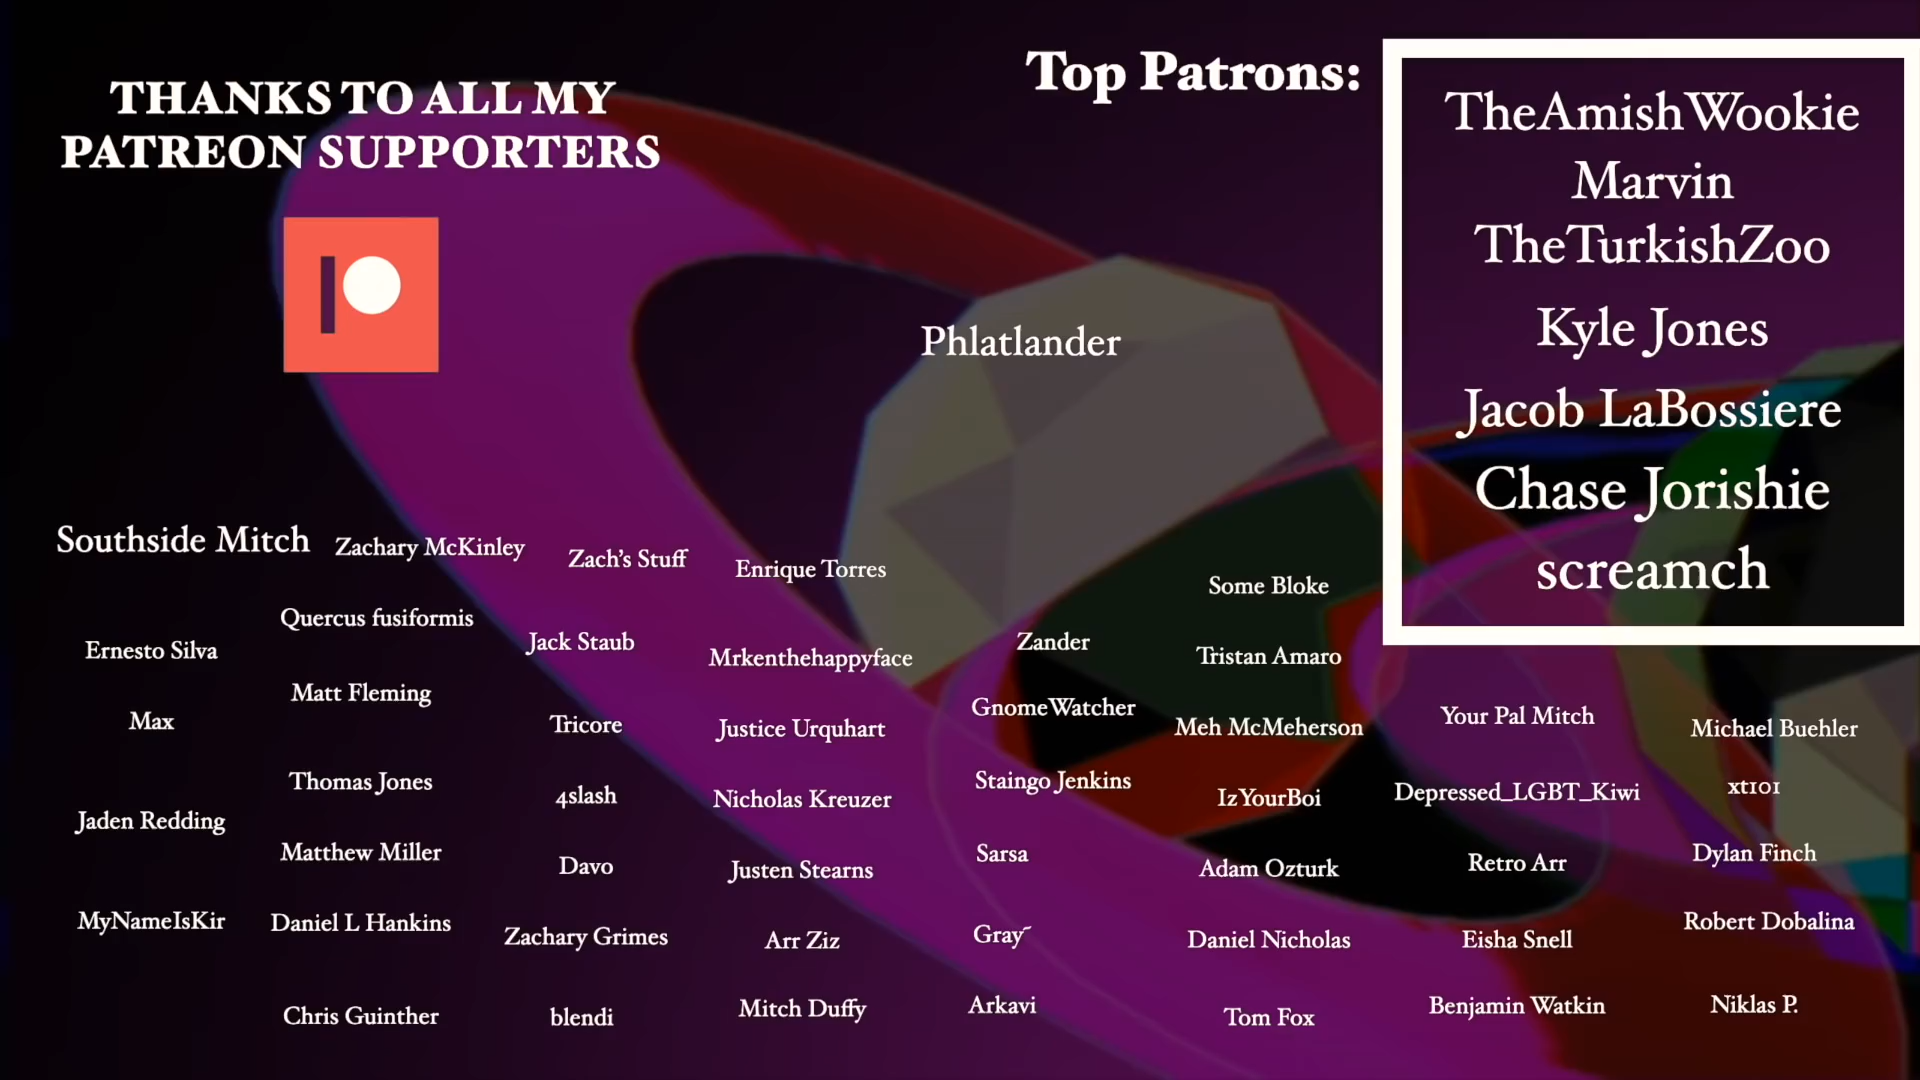 THANKS TO ALL MY
PATREON SUPPORTERS
Top Patrons:
TheAmishWookie
Marvin
TheTurkishZoo
Kyle Jones
Jacob LaBossiere
Chase Jorishie
screamch
Phlatlander
Southside Mitch
Ernesto Silva
Max
Jaden Redding
MyNameIsKir
Zachary McKinley
Quercus fusiformis
Matt Fleming
Thomas Jones
Matthew Miller
Daniel L Hankins
Chris Guinther
Zach’s Stuff
Jack Staub
Tricore
4slash
Davo
Zachary Grimes
blendi
Enrique Torres
Mrkenthehappyface
Justice Urquhart
Nicholas Kreuzer
Justen Stearns
Arr Ziz
Mitch Duffy
Zander
GnomeWatcher
Staingo Jenkins
Sarsa
Gray˜
Arkavi
Some Bloke
Tristan Amaro
Meh McMeherson
IzYourBoi
Adam Ozturk
Daniel Nicholas
Tom Fox
Your Pal Mitch
Depressed_LGBT_Kiwi
Retro Arr
Eisha Snell
Benjamin Watkin
Michael Buehler
xt101
Dylan Finch
Robert Dobalina
Niklas P.